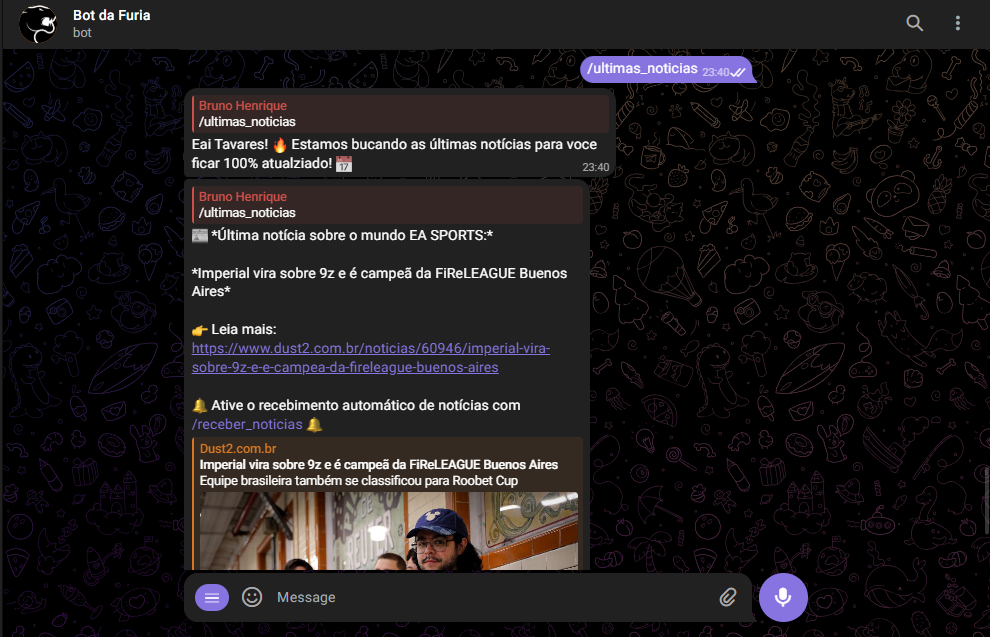 Bot da Furia
bot
/ultimas_noticias 23:40
Bruno Henrique
/ultimas_noticias
Eai Tavares! 🔥 Estamos bucando as últimas notícias para voce
ficar 100% atualziado! 📅
23:40
Bruno Henrique
/ultimas_noticias
📰 *Última notícia sobre o mundo EA SPORTS:*
*Imperial vira sobre 9z e é campeã da FiReLEAGUE Buenos
Aires*
👉 Leia mais:
https://www.dust2.com.br/noticias/60946/imperial-vira-
sobre-9z-e-e-campea-da-fireleague-buenos-aires
🔔 Ative o recebimento automático de notícias com
/receber_noticias 🔔
Dust2.com.br
Imperial vira sobre 9z e é campeã da FiReLEAGUE Buenos Aires
Equipe brasileira também se classificou para Roobet Cup
Message